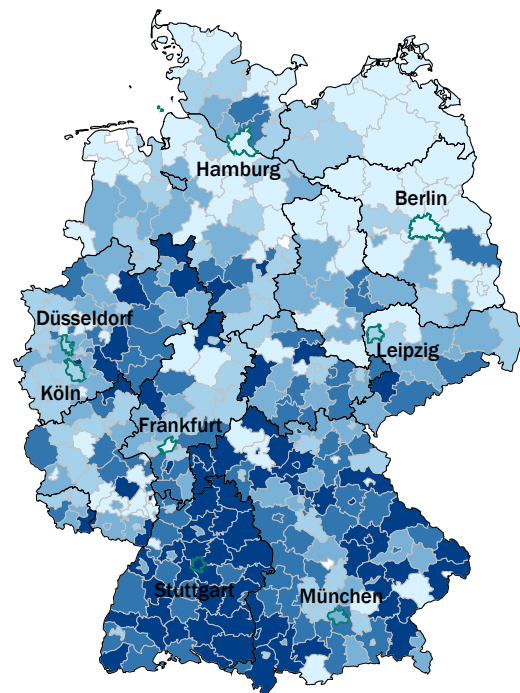 Hamburg
Berlin
Düsseldorf
Leipzig
Köln
Frankfurt
Stuttgart
München